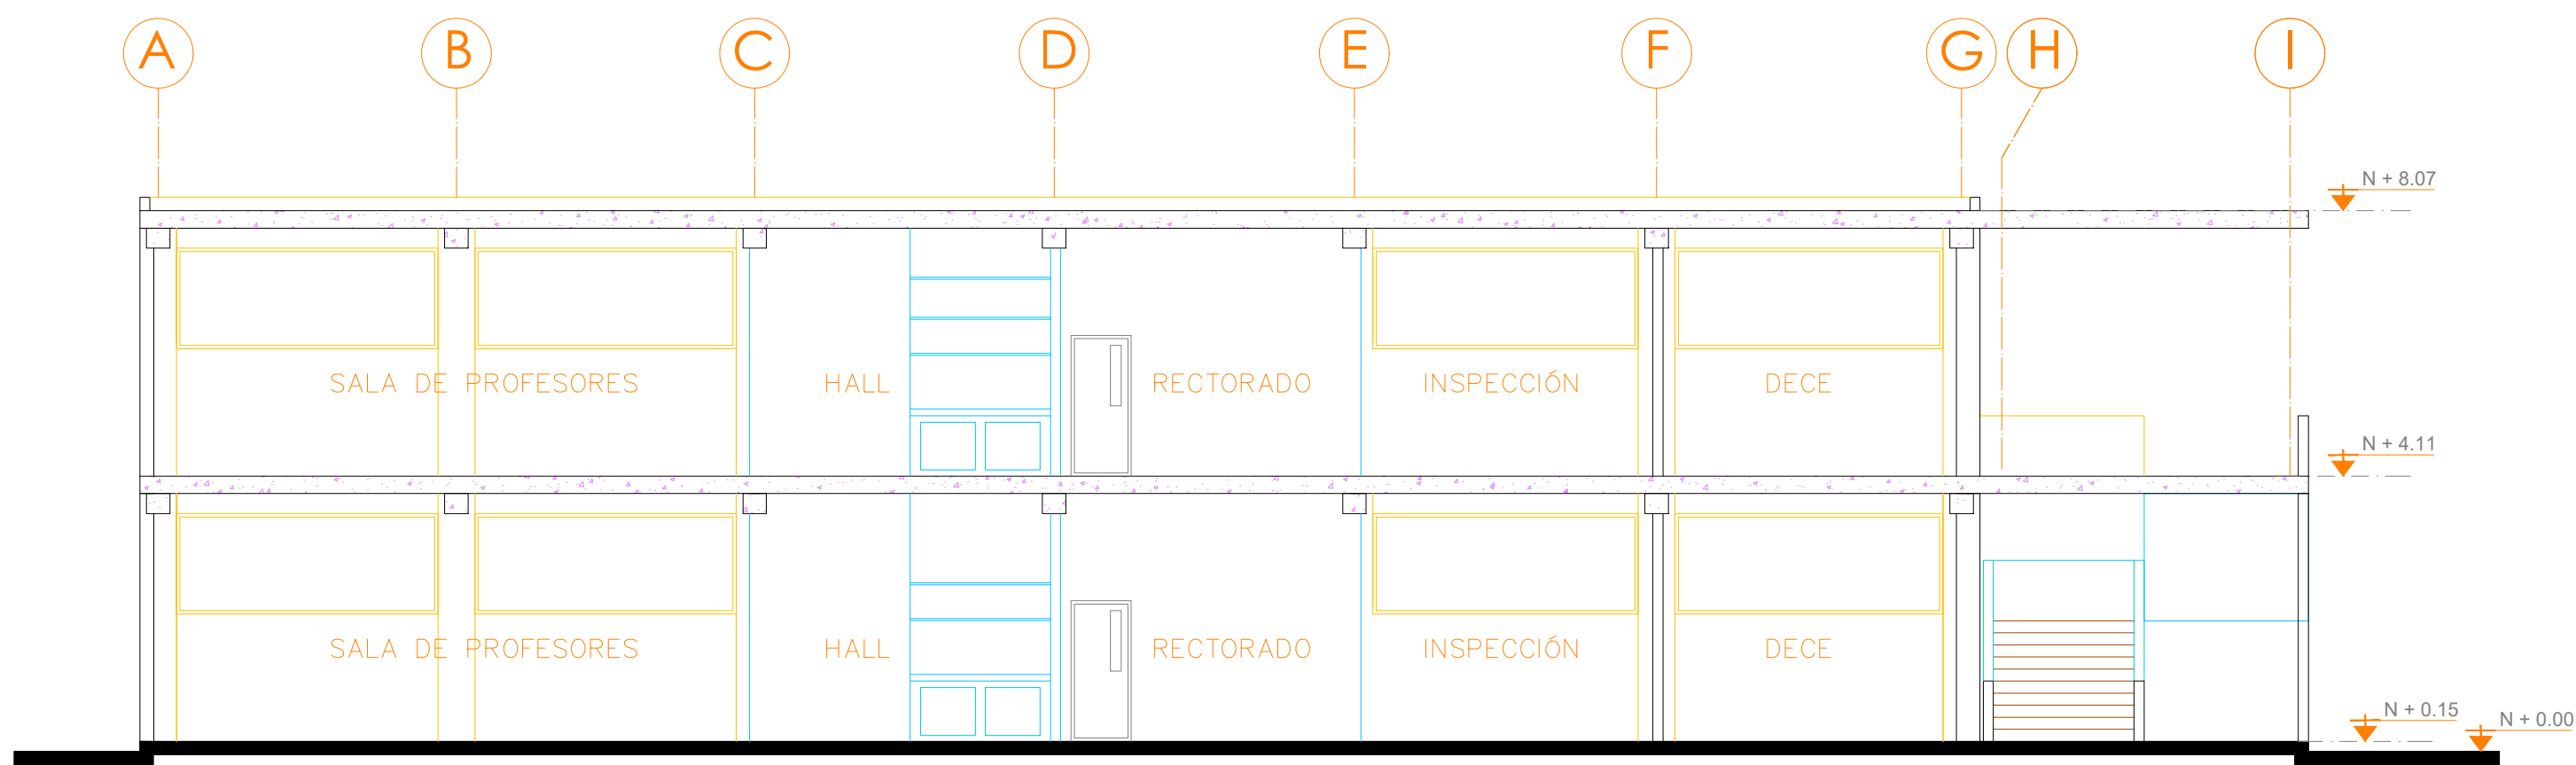 A B C D E F G H I
N + 8.07
SALA DE PROFESORES HALL RECTORADO INSPECCIÓN DECE
N + 4.11
SALA DE PROFESORES HALL RECTORADO INSPECCIÓN DECE
N + 0.15
N + 0.00